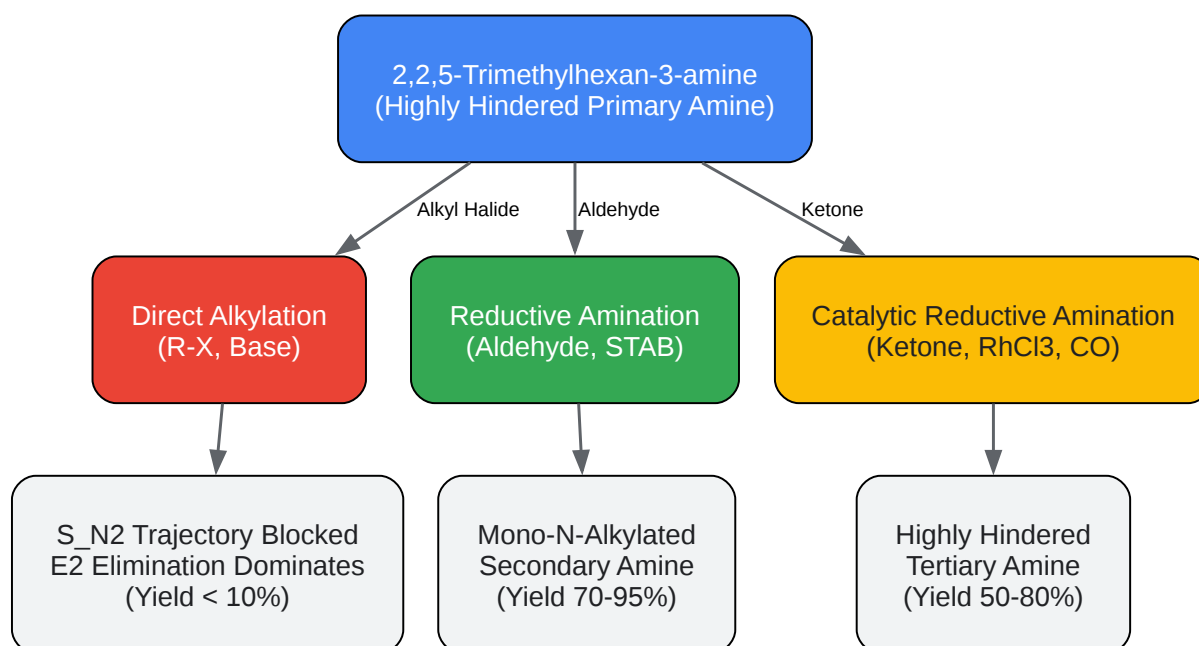 2,2,5-Trimethylhexan-3-amine
(Highly Hindered Primary Amine)
Alkyl Halide
Aldehyde
Ketone
Direct Alkylation
(R-X, Base)
Reductive Amination
(Aldehyde, STAB)
Catalytic Reductive Amination
(Ketone, RhCl3, CO)
S_N2 Trajectory Blocked
E2 Elimination Dominates
(Yield < 10%)
Mono-N-Alkylated
Secondary Amine
(Yield 70-95%)
Highly Hindered
Tertiary Amine
(Yield 50-80%)